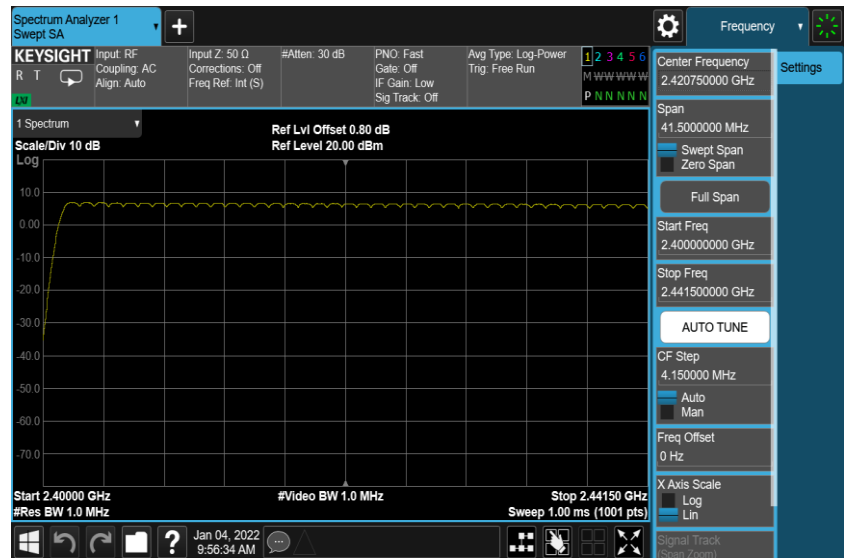 Spectrum Analyzer 1
Swept SA
+
Frequency
KEYSIGHT
R T
LXI
Input: RF
Coupling: AC
Align: Auto
Input Z: 50 Ω
Corrections: Off
Freq Ref: Int (S)
#Atten: 30 dB
PNO: Fast
Gate: Off
IF Gain: Low
Sig Track: Off
Avg Type: Log-Power
Trig: Free Run
1 2 3 4 5 6
M W W W W W
P N N N N N
1 Spectrum
Scale/Div 10 dB
Ref Lvl Offset 0.80 dB
Ref Level 20.00 dBm
Log
10.0
0.00
-10.0
-20.0
-30.0
-40.0
-50.0
-60.0
-70.0
Start 2.40000 GHz
#Res BW 1.0 MHz
#Video BW 1.0 MHz
Stop 2.44150 GHz
Sweep 1.00 ms (1001 pts)
Center Frequency
2.420750000 GHz
Settings
Span
41.5000000 MHz
Swept Span
Zero Span
Full Span
Start Freq
2.400000000 GHz
Stop Freq
2.441500000 GHz
AUTO TUNE
CF Step
4.150000 MHz
Auto
Man
Freq Offset
0 Hz
X Axis Scale
Log
Lin
Signal Track
(Span Zoom)
?
Jan 04, 2022
9:56:34 AM